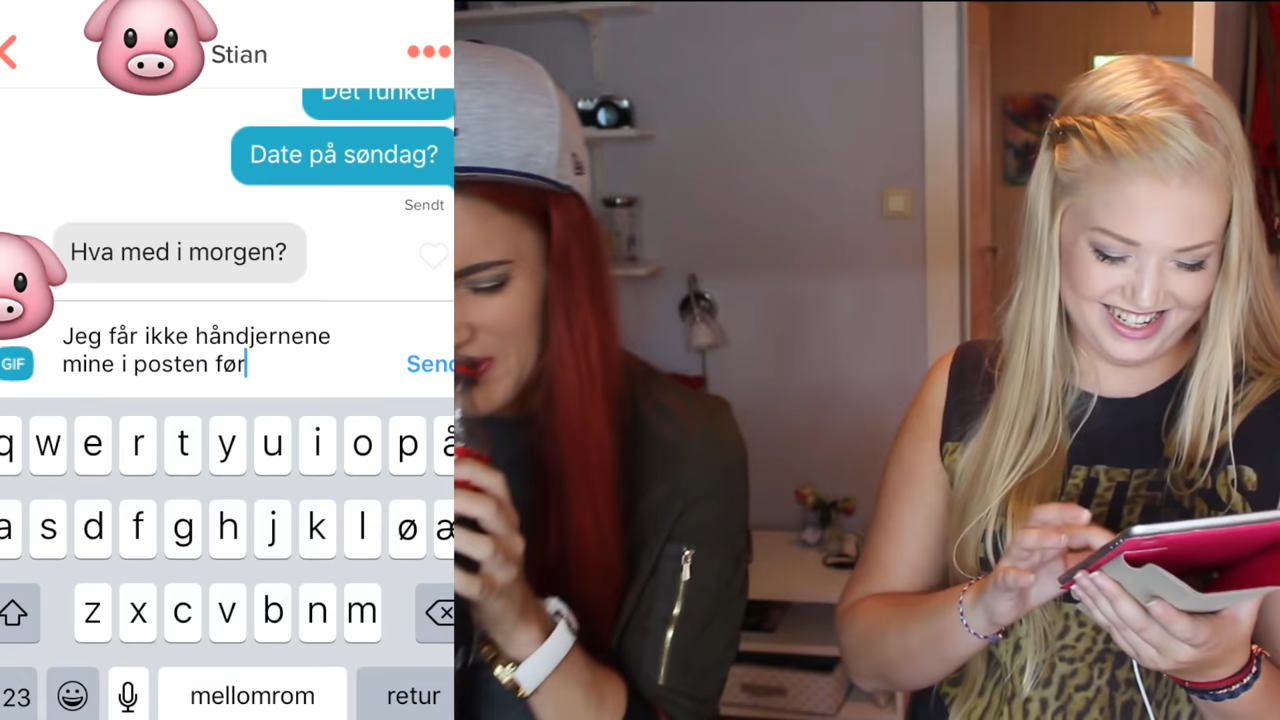 Stian
Det funker
Date på søndag?
Sendt
Hva med i morgen?
Jeg får ikke håndjernene
mine i posten før
GIF
Send
q w e r t y u i o p å
a s d f g h j k l ø æ
z x c v b n m
123 mellomrom retur